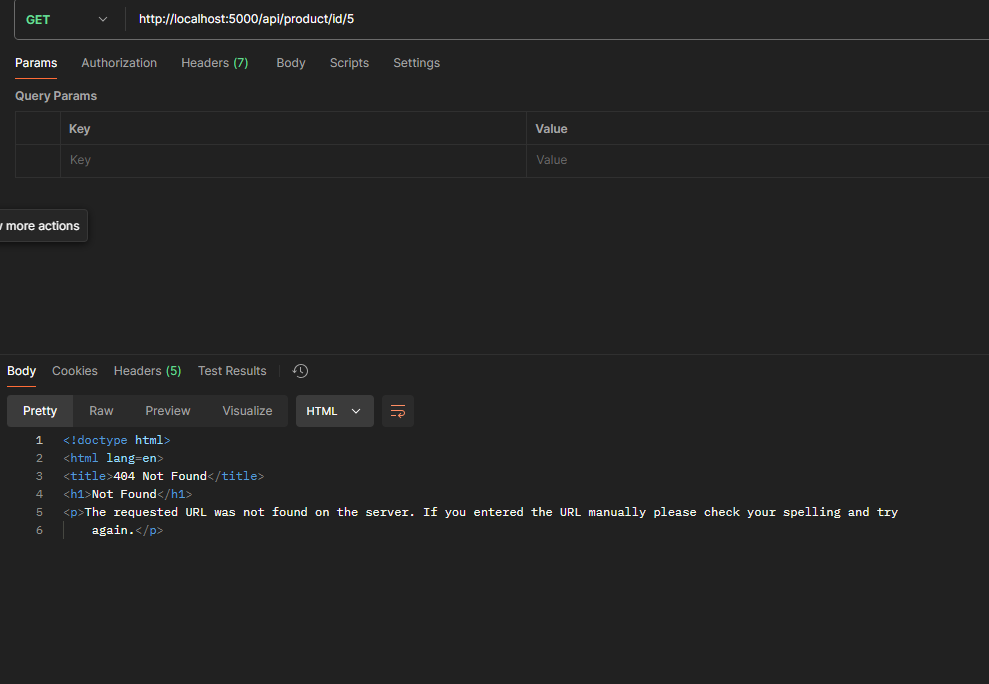 GET http://localhost:5000/api/product/id/5
Params Authorization Headers (7) Body Scripts Settings
Query Params
Key Value
Key Value
more actions
Body Cookies Headers (5) Test Results
Pretty Raw Preview Visualize HTML
1 <!doctype html>
2 <html lang=en>
3 <title>404 Not Found</title>
4 <h1>Not Found</h1>
5 <p>The requested URL was not found on the server. If you entered the URL manually please check your spelling and try
6 again.</p>